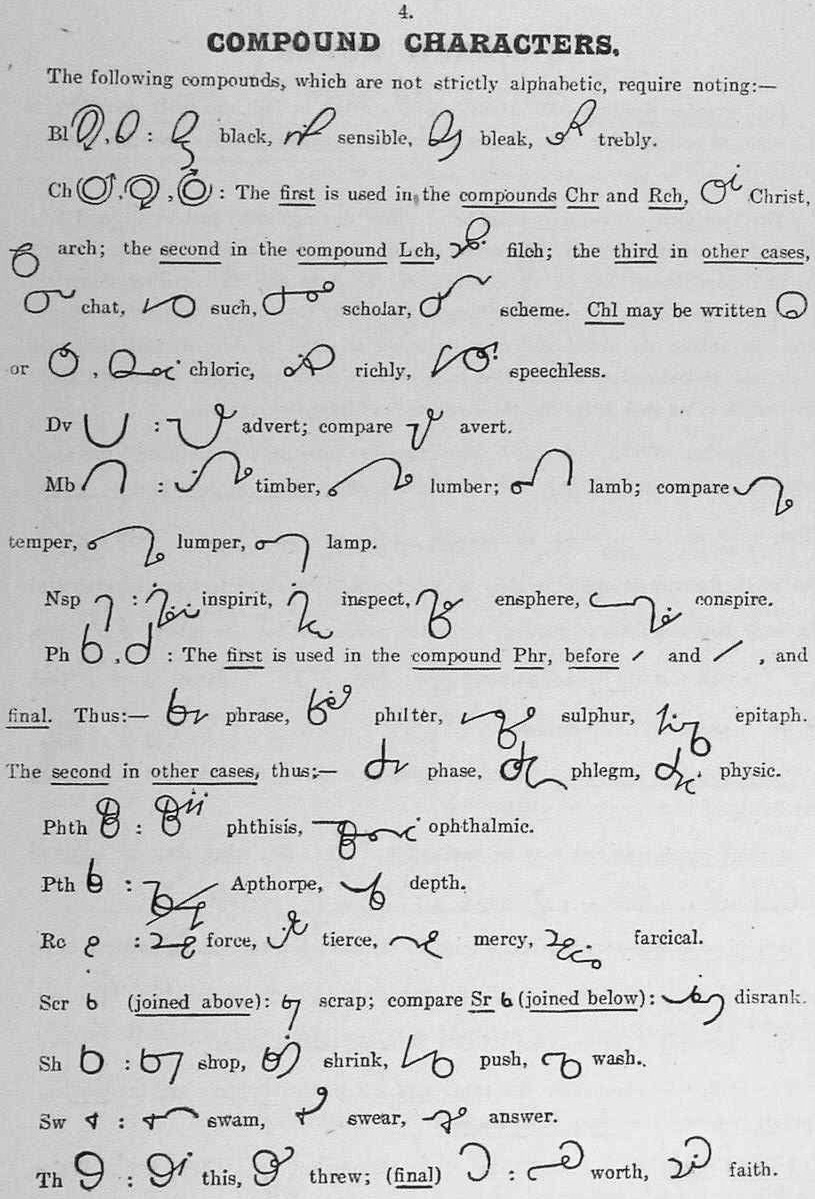 4.
COMPOUND CHARACTERS.
The following compounds, which are not strictly alphabetic, require noting:—
Bl , : black, sensible, bleak, trebly.
Ch , , : The first is used in the compounds Chr and Rch, Christ,
arch; the second in the compound Lch, filch; the third in other cases,
chat, such, scholar, scheme. Chl may be written
or , chloric, richly, speechless.
Dv : advert; compare avert.
Mb : timber, lumber; lamb; compare
temper, lumper, lamp.
Nsp : inspirit, inspect, ensphere, conspire.
Ph , : The first is used in the compound Phr, before and , and
final. Thus:— phrase, philter, sulphur, epitaph.
The second in other cases, thus;— phase, phlegm, physic.
Phth : phthisis, ophthalmic.
Pth : Apthorpe, depth.
Rc : force, tierce, mercy, farcical.
Scr (joined above): scrap; compare Sr (joined below): disrank.
Sh : shop, shrink, push, wash.
Sw : swam, swear, answer.
Th : this, threw; (final) : worth, faith.